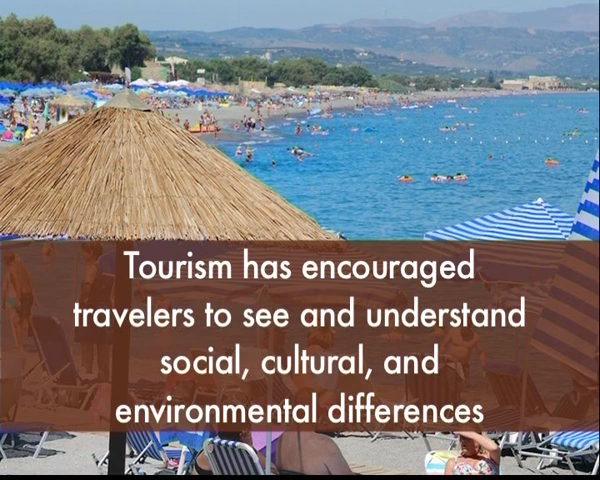 Tourism has encouraged
travelers to see and understand
social, cultural, and
environmental differences